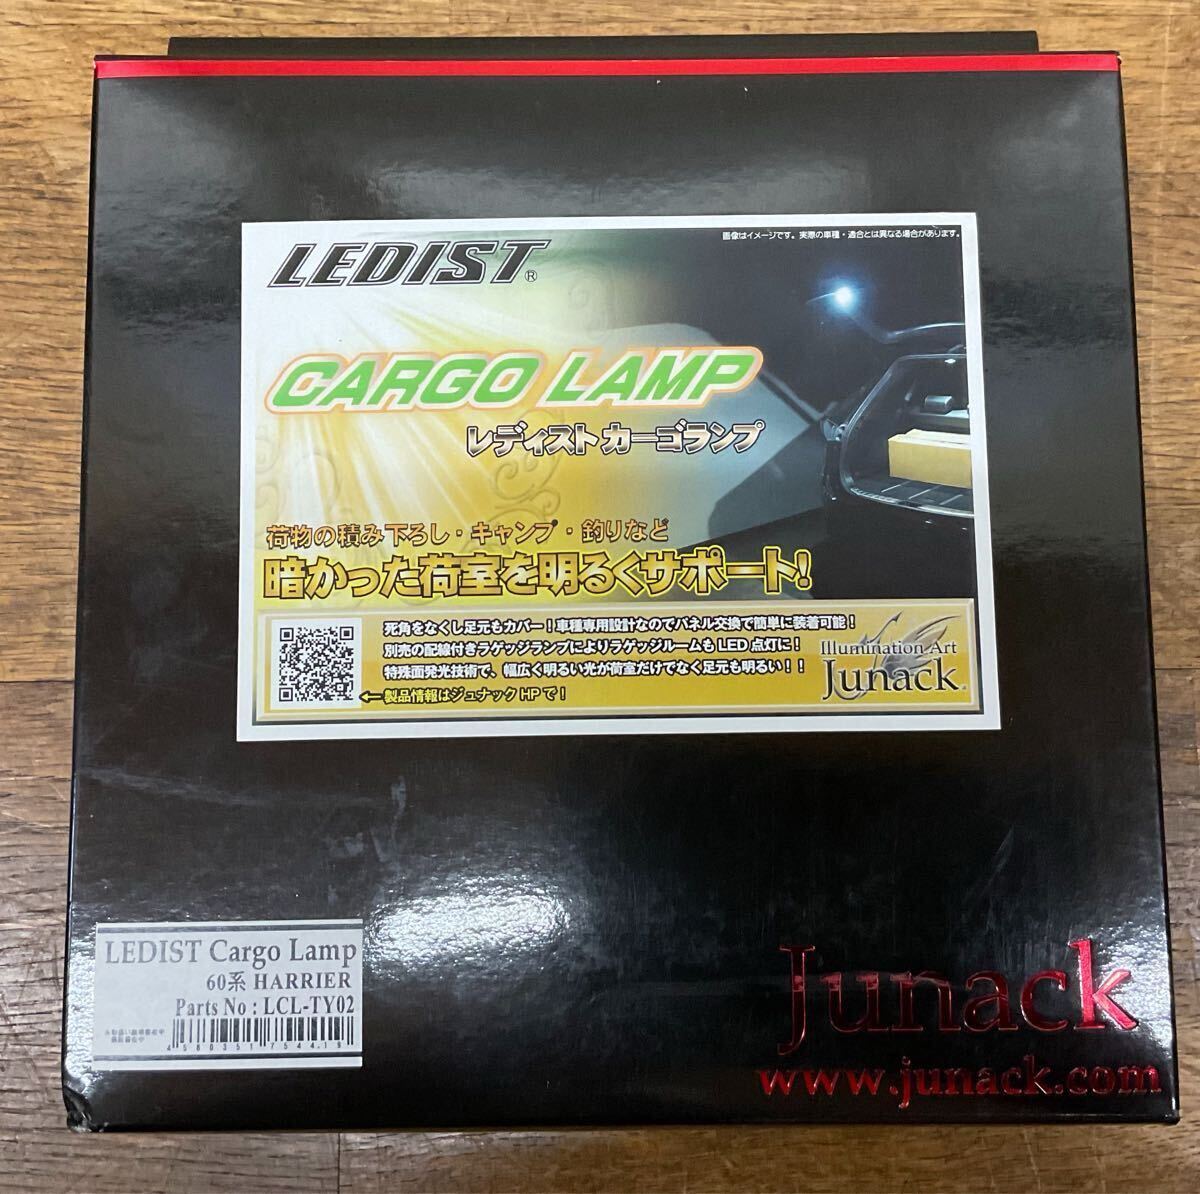 LEDIST®
画像はイメージです。実際の車種・適合とは異なる場合があります。
CARGO LAMP
レディスト カーゴランプ
荷物の積み下ろし・キャンプ・釣りなど
暗かった荷室を明るくサポート!
死角をなくし足元もカバー!車種専用設計なのでパネル交換で簡単に装着可能!
別売の配線付きラゲッジランプによりラゲッジルームもLED点灯に!
特殊面発光技術で、幅広く明るい光が荷室だけでなく足元も明るい!!
←製品情報はジュナックHPで!
Illumination Art
Junack®
LEDIST Cargo Lamp
60系 HARRIER
Parts No : LCL-TY02
4580351754419
Junack
www.junack.com